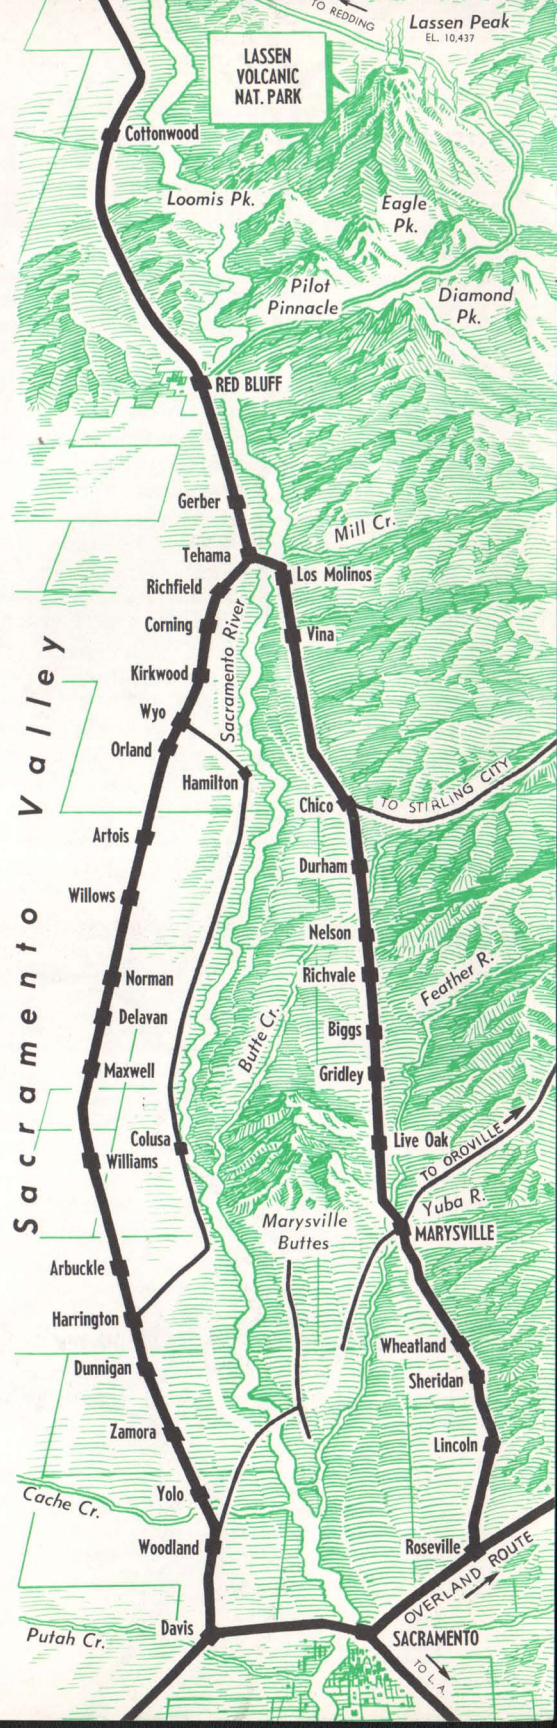 TO REDDING
Lassen Peak
EL. 10,437
LASSEN
VOLCANIC
NAT. PARK
Cottonwood
Loomis Pk.
Eagle
Pk.
Pilot
Pinnacle
Diamond
Pk.
RED BLUFF
Gerber
Mill Cr.
Tehama
Los Molinos
Richfield
Corning
Sacramento River
Vina
Kirkwood
Wyo
Orland
Hamilton
Chico
TO STIRLING CITY
Artois
Durham
Willows
Nelson
Sacramento Valley
Norman
Richvale
Feather R.
Delavan
Biggs
Butte Cr.
Maxwell
Gridley
Colusa
Live Oak
Williams
TO OROVILLE
Yuba R.
Marysville
Buttes
MARYSVILLE
Arbuckle
Harrington
Wheatland
Dunnigan
Sheridan
Zamora
Lincoln
Yolo
Cache Cr.
Woodland
Roseville
OVERLAND ROUTE
Davis
Putah Cr.
SACRAMENTO
TO L.A.